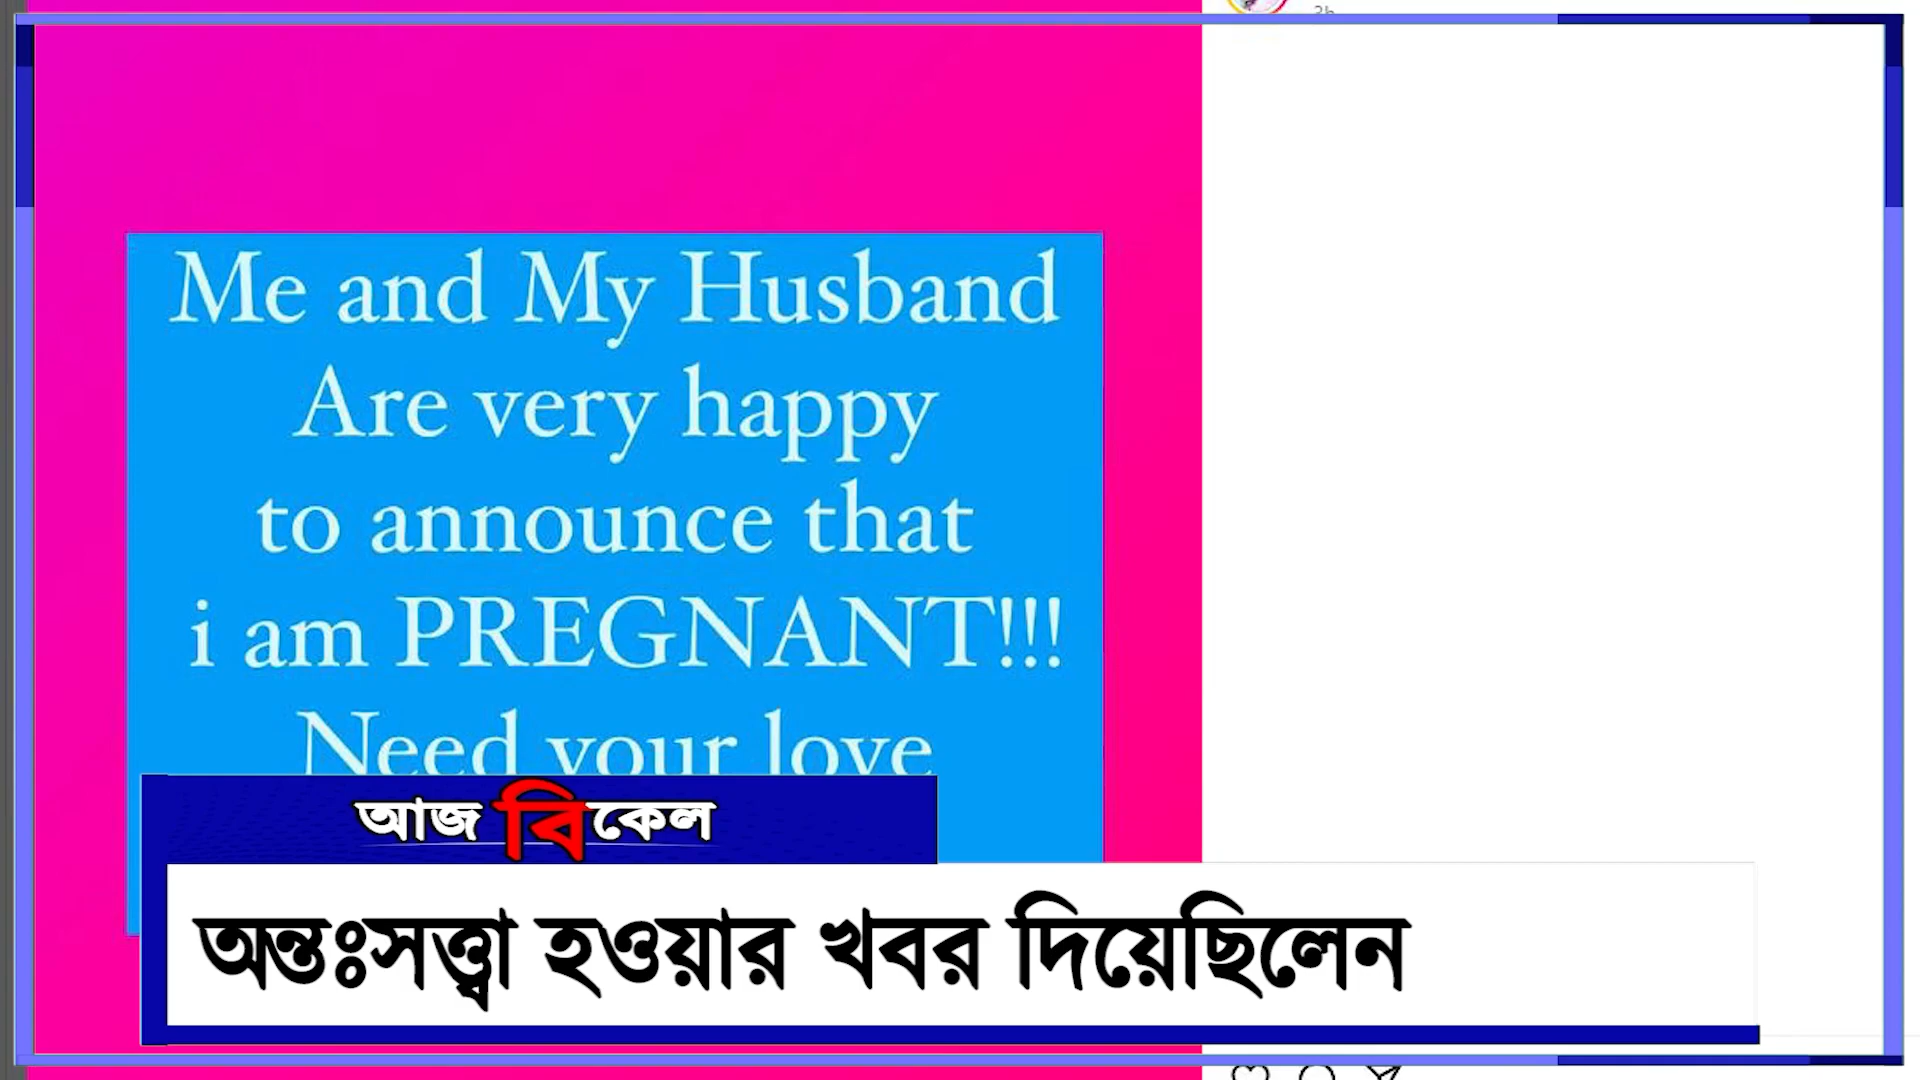 3h
Me and My Husband
Are very happy
to announce that
i am PREGNANT!!!
Need your love
আজ বিকেল
অন্তঃসত্ত্বা হওয়ার খবর দিয়েছিলেন